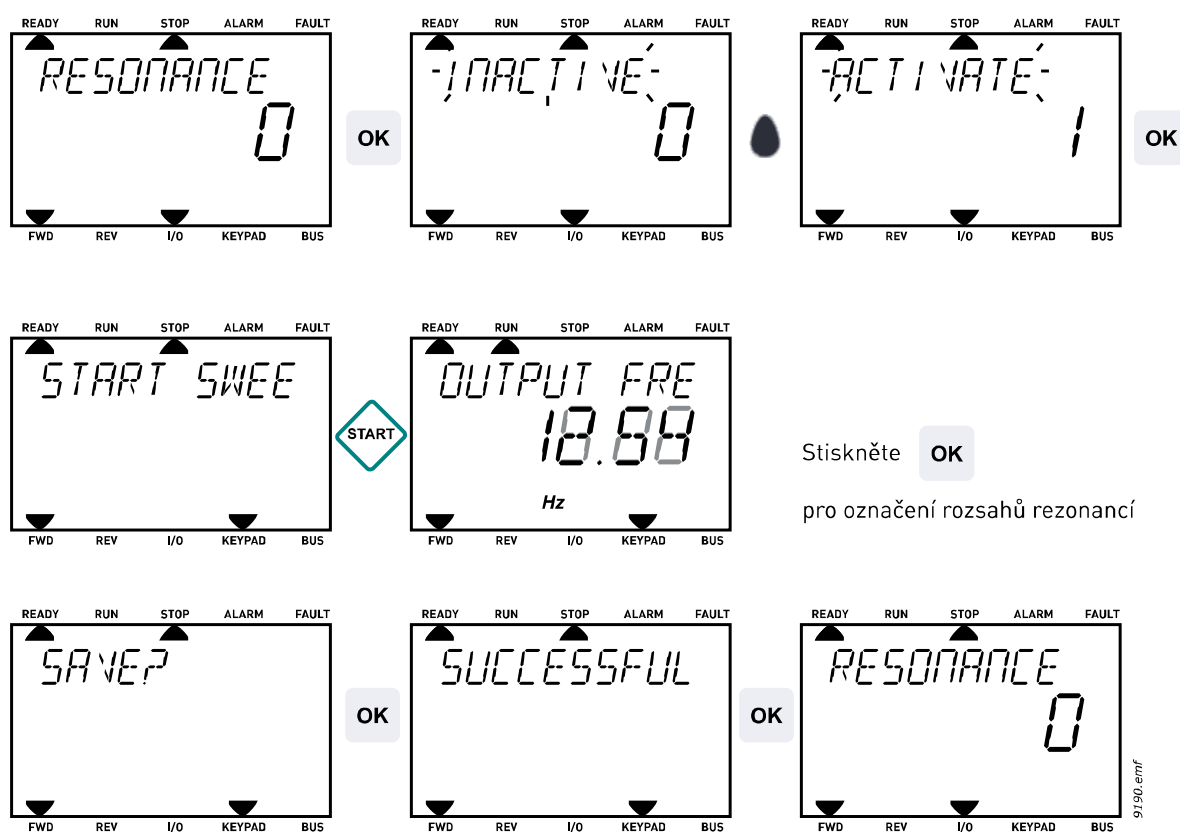 READY RUN STOP ALARM FAULT
RESONANCE
0
FWD REV I/O KEYPAD BUS
OK
READY RUN STOP ALARM FAULT
INACTIVE
0
FWD REV I/O KEYPAD BUS
READY RUN STOP ALARM FAULT
ACTIVATE
1
FWD REV I/O KEYPAD BUS
OK
READY RUN STOP ALARM FAULT
START SWEE
FWD REV I/O KEYPAD BUS
START
READY RUN STOP ALARM FAULT
OUTPUT FRE
12.54
Hz
FWD REV I/O KEYPAD BUS
Stiskněte OK
pro označení rozsahů rezonancí
READY RUN STOP ALARM FAULT
SAVE?
FWD REV I/O KEYPAD BUS
OK
READY RUN STOP ALARM FAULT
SUCCESSFUL
FWD REV I/O KEYPAD BUS
OK
READY RUN STOP ALARM FAULT
RESONANCE
0
FWD REV I/O KEYPAD BUS
9190.emf